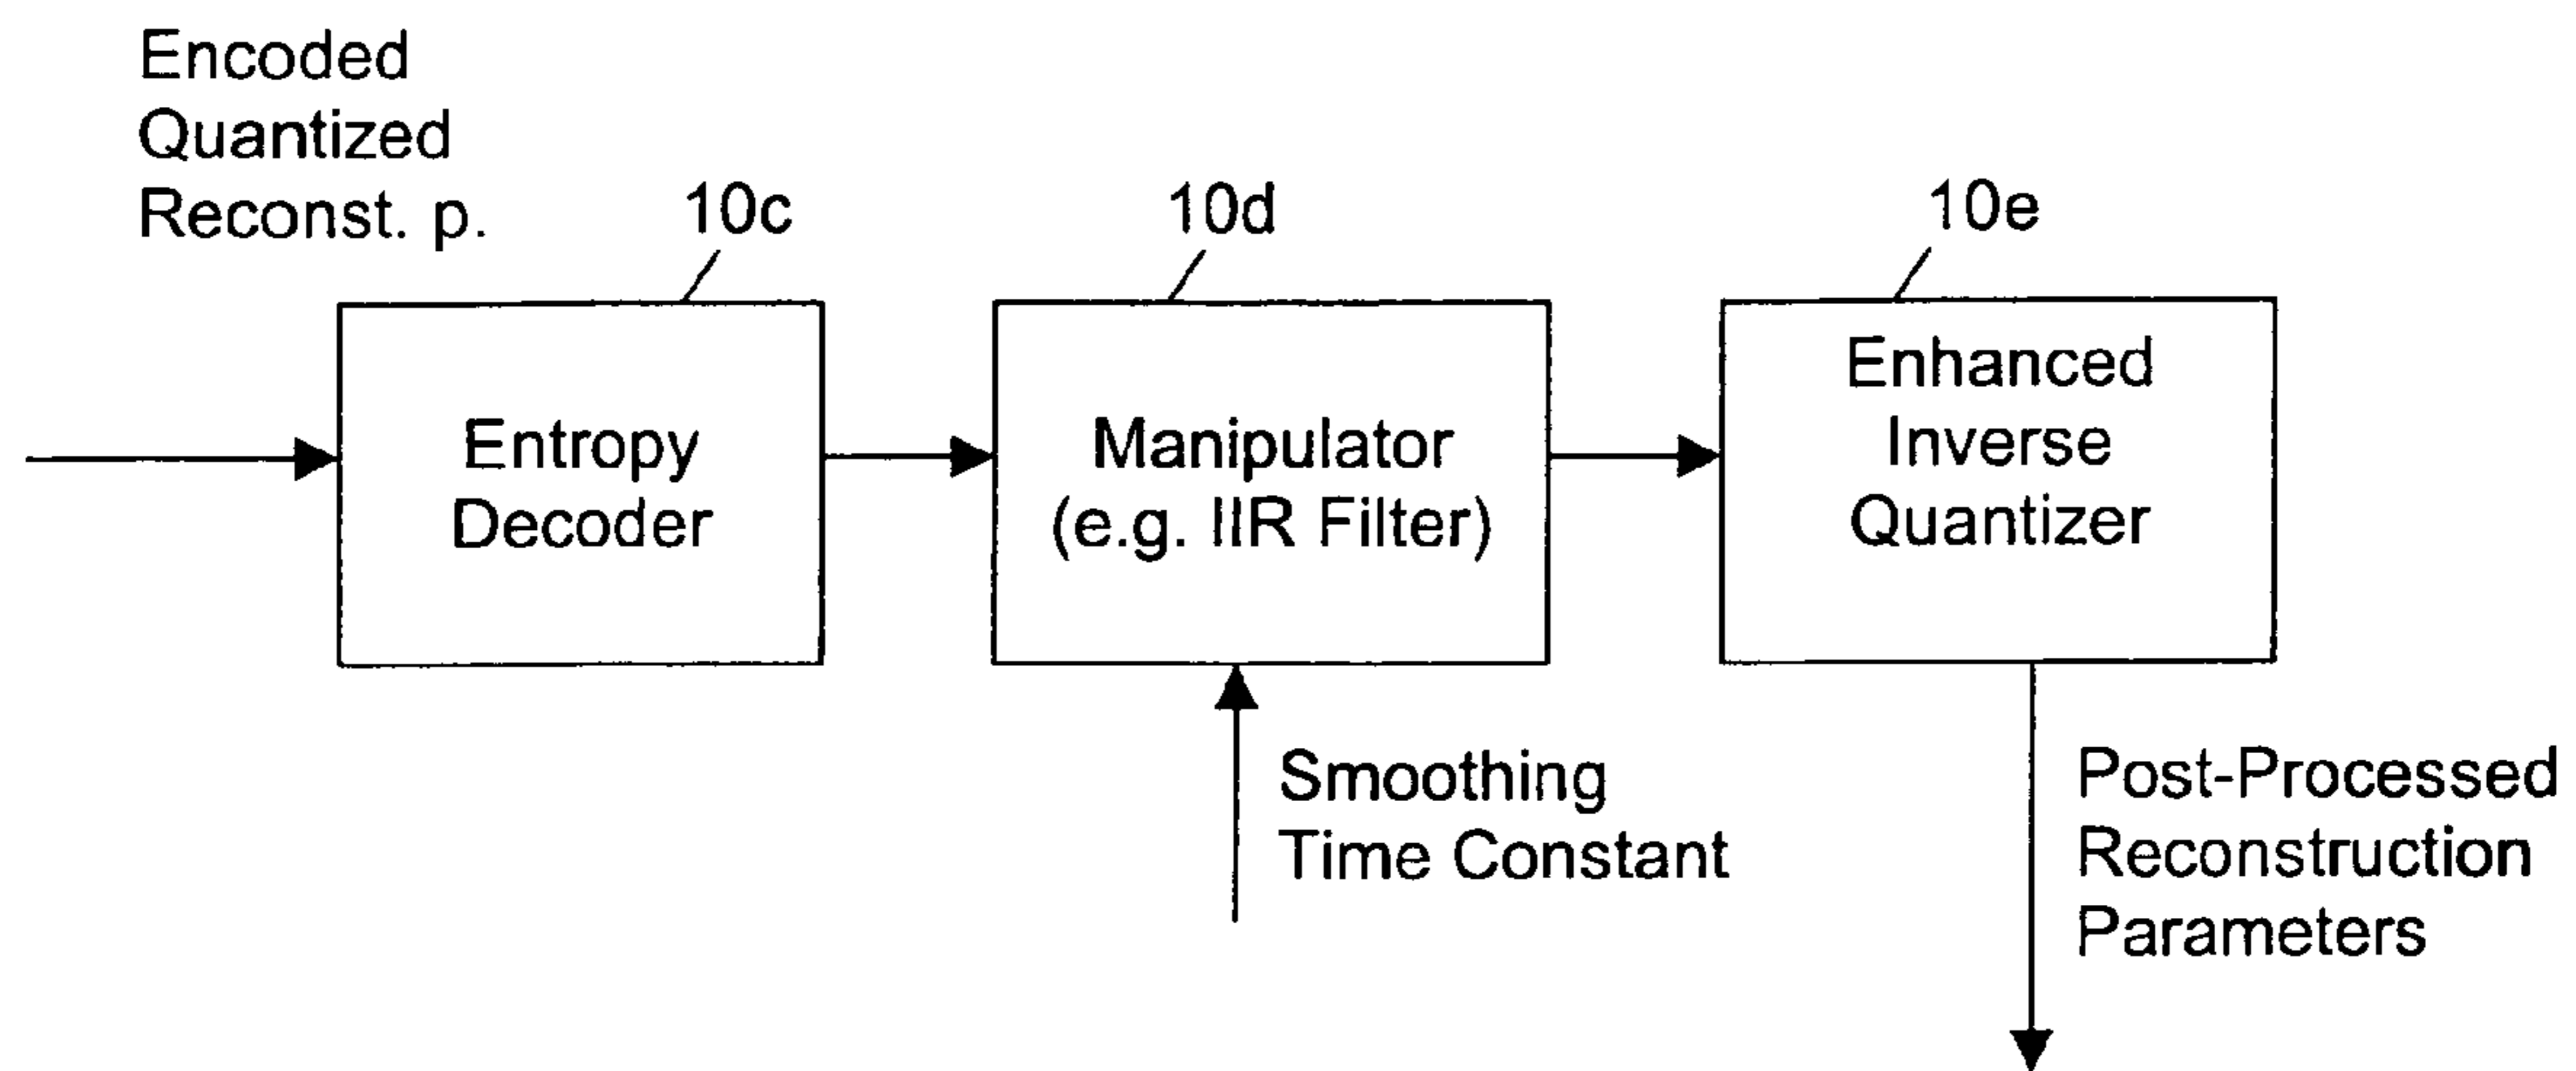 Encoded
Quantized
Reconst. p.
10c
10d
10e
Entropy
Decoder
Manipulator
(e.g. IIR Filter)
Enhanced
Inverse
Quantizer
Smoothing
Time Constant
Post-Processed
Reconstruction
Parameters